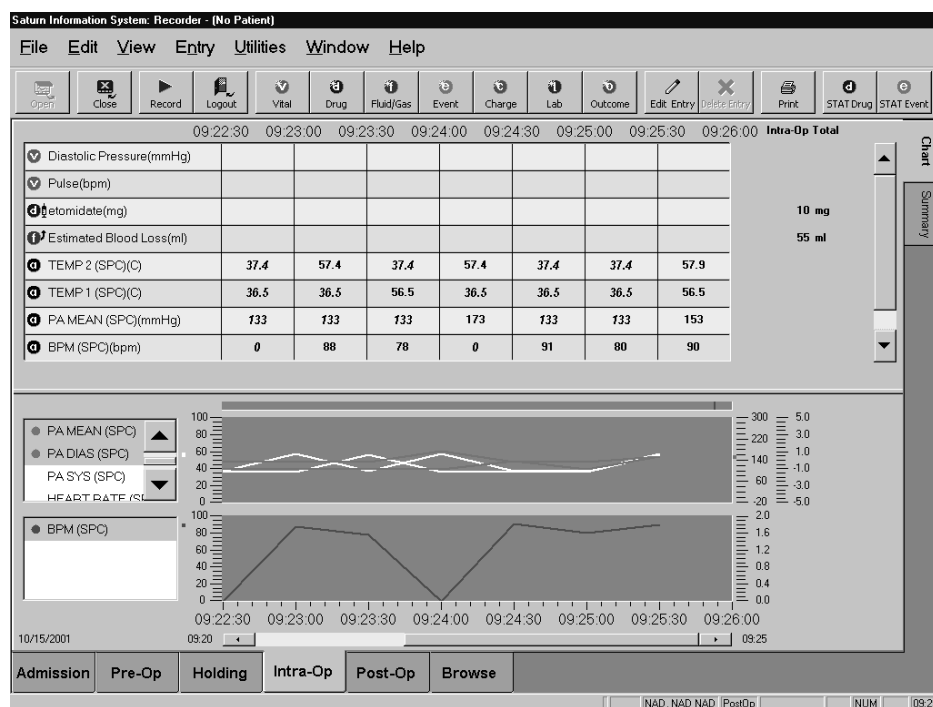 Saturn Information System: Recorder - (No Patient)
File Edit View Entry Utilities Window Help
Open Close Record Logout Vital Drug Fluid/Gas Event Charge Lab Outcome Edit Entry Delete Entry Print STAT Drug STAT Event
09:22:30 09:23:00 09:23:30 09:24:00 09:24:30 09:25:00 09:25:30 09:26:00 Intra-Op Total
Chart
Summary
V Diastolic Pressure(mmHg)
V Pulse(bpm)
d etomidate(mg) 10 mg
f Estimated Blood Loss(ml) 55 ml
a TEMP 2 (SPC)(C) 37.4 57.4 37.4 57.4 37.4 37.4 57.9
a TEMP 1 (SPC)(C) 36.5 36.5 56.5 36.5 36.5 36.5 56.5
a PA MEAN (SPC)(mmHg) 133 133 133 173 133 133 153
a BPM (SPC)(bpm) 0 88 78 0 91 80 90
PA MEAN (SPC)
PA DIAS (SPC)
PA SYS (SPC)
HEART RATE (SP
100 300 5.0
80 220 3.0
60 140 1.0
40 60 -1.0
20 -20 -3.0
0 -5.0
BPM (SPC)
100 2.0
80 1.6
60 1.2
40 0.8
20 0.4
0 0.0
09:22:30 09:23:00 09:23:30 09:24:00 09:24:30 09:25:00 09:25:30 09:26:00
10/15/2001 09:20 09:25
Admission Pre-Op Holding Intra-Op Post-Op Browse
NAD, NAD NAD PostOp NUM 09:2